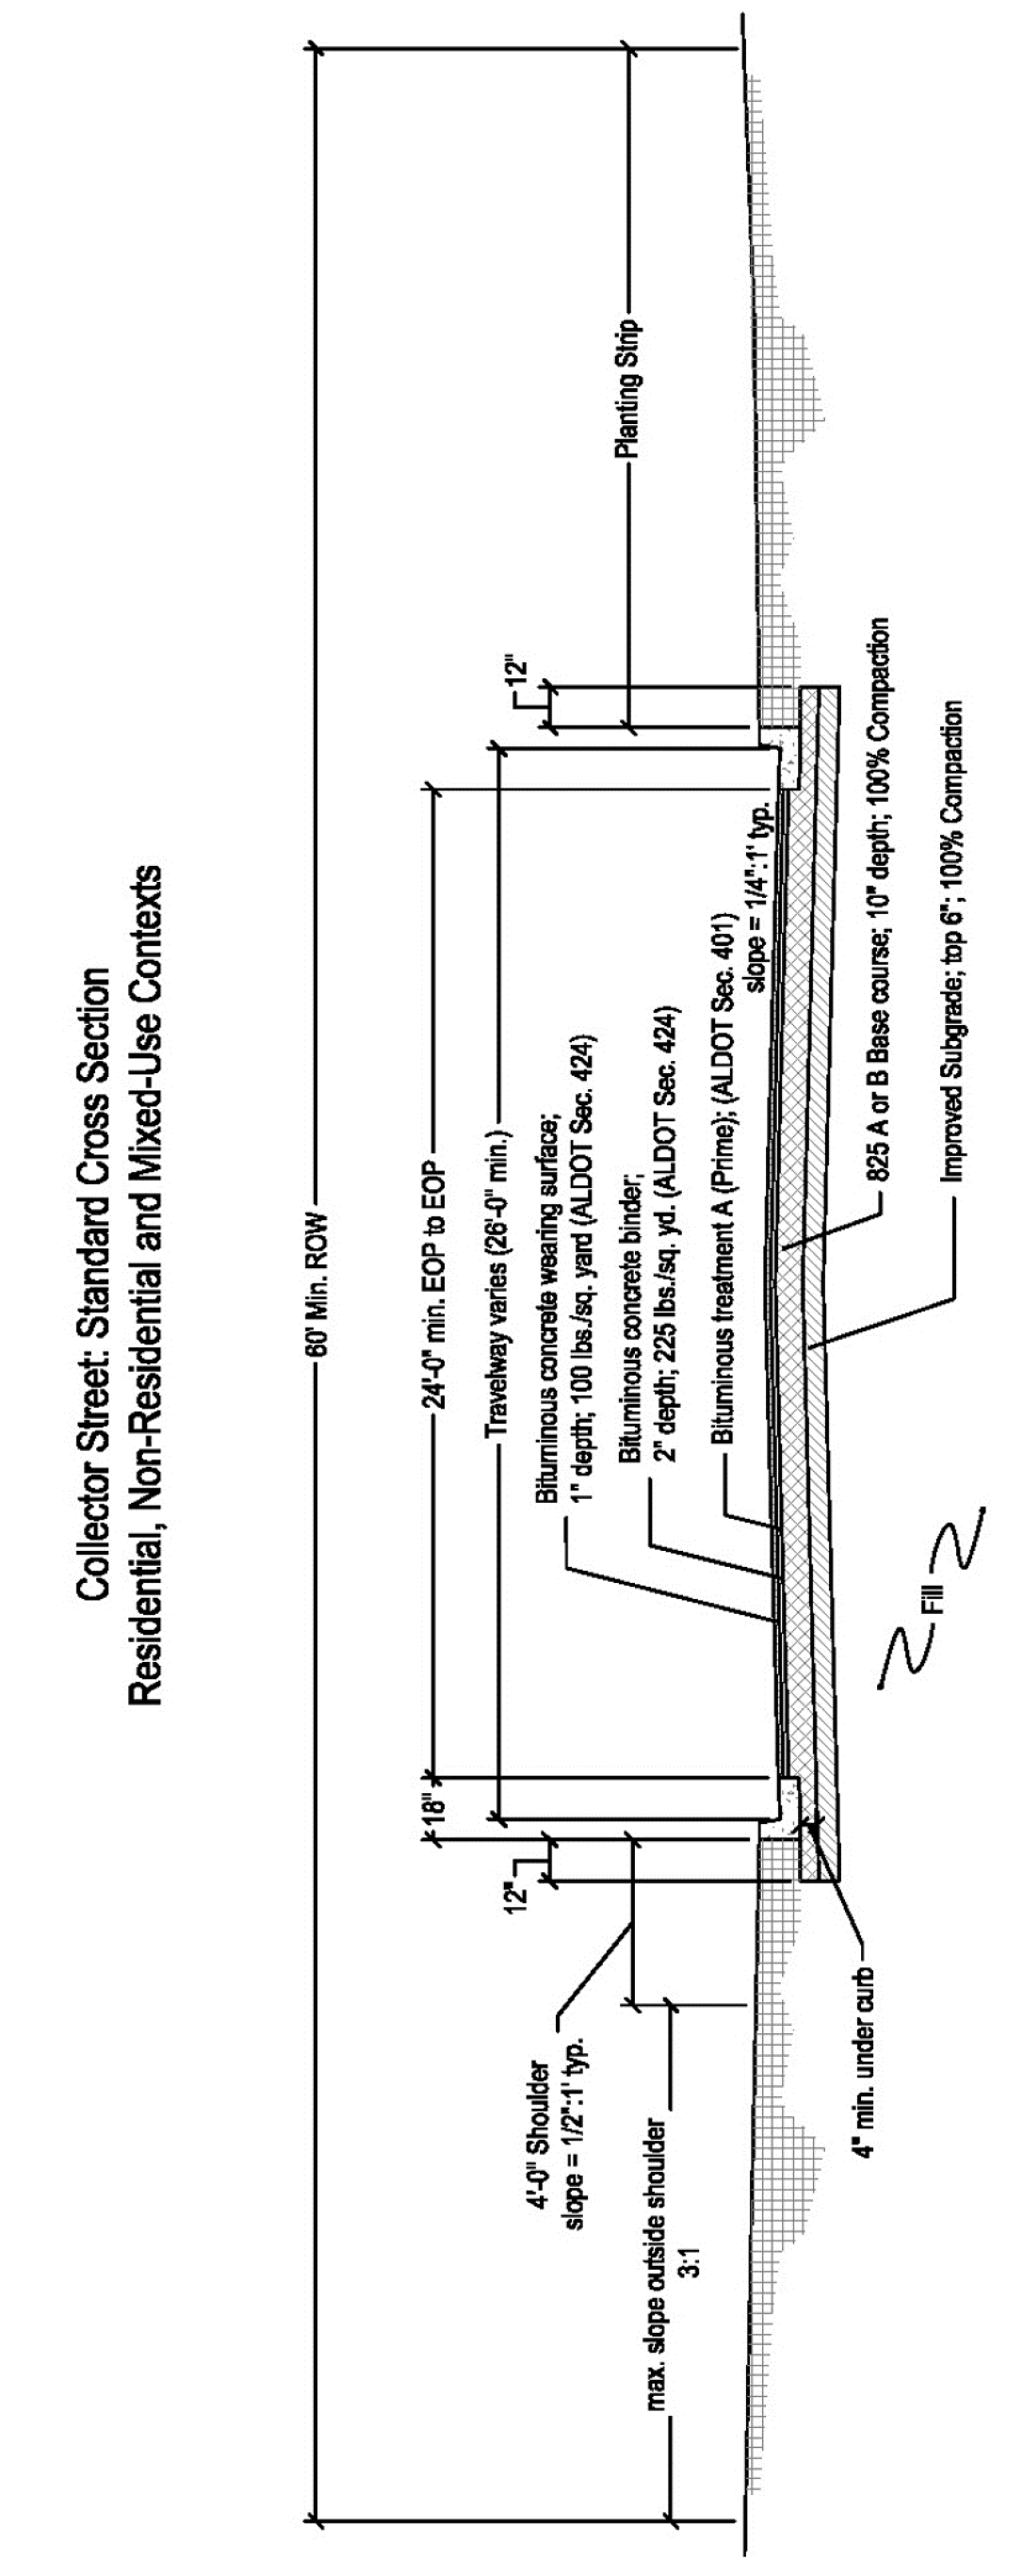 Collector Street: Standard Cross Section
Residential, Non-Residential and Mixed-Use Contexts
60' Min. ROW
24'-0" min. EOP to EOP
18"
Travelway varies (26'-0" min.)
12"
12"
4'-0" Shoulder
slope = 1/2":1' typ.
Bituminous concrete wearing surface;
1" depth; 100 lbs./sq. yard (ALDOT Sec. 424)
Bituminous concrete binder;
2" depth; 225 lbs./sq. yd. (ALDOT Sec. 424)
Planting Strip
max. slope outside shoulder
3:1
Bituminous treatment A (Prime); (ALDOT Sec. 401)
slope = 1/4":1' typ.
4" min. under curb
825 A or B Base course; 10" depth; 100% Compaction
Fill
Improved Subgrade; top 6"; 100% Compaction